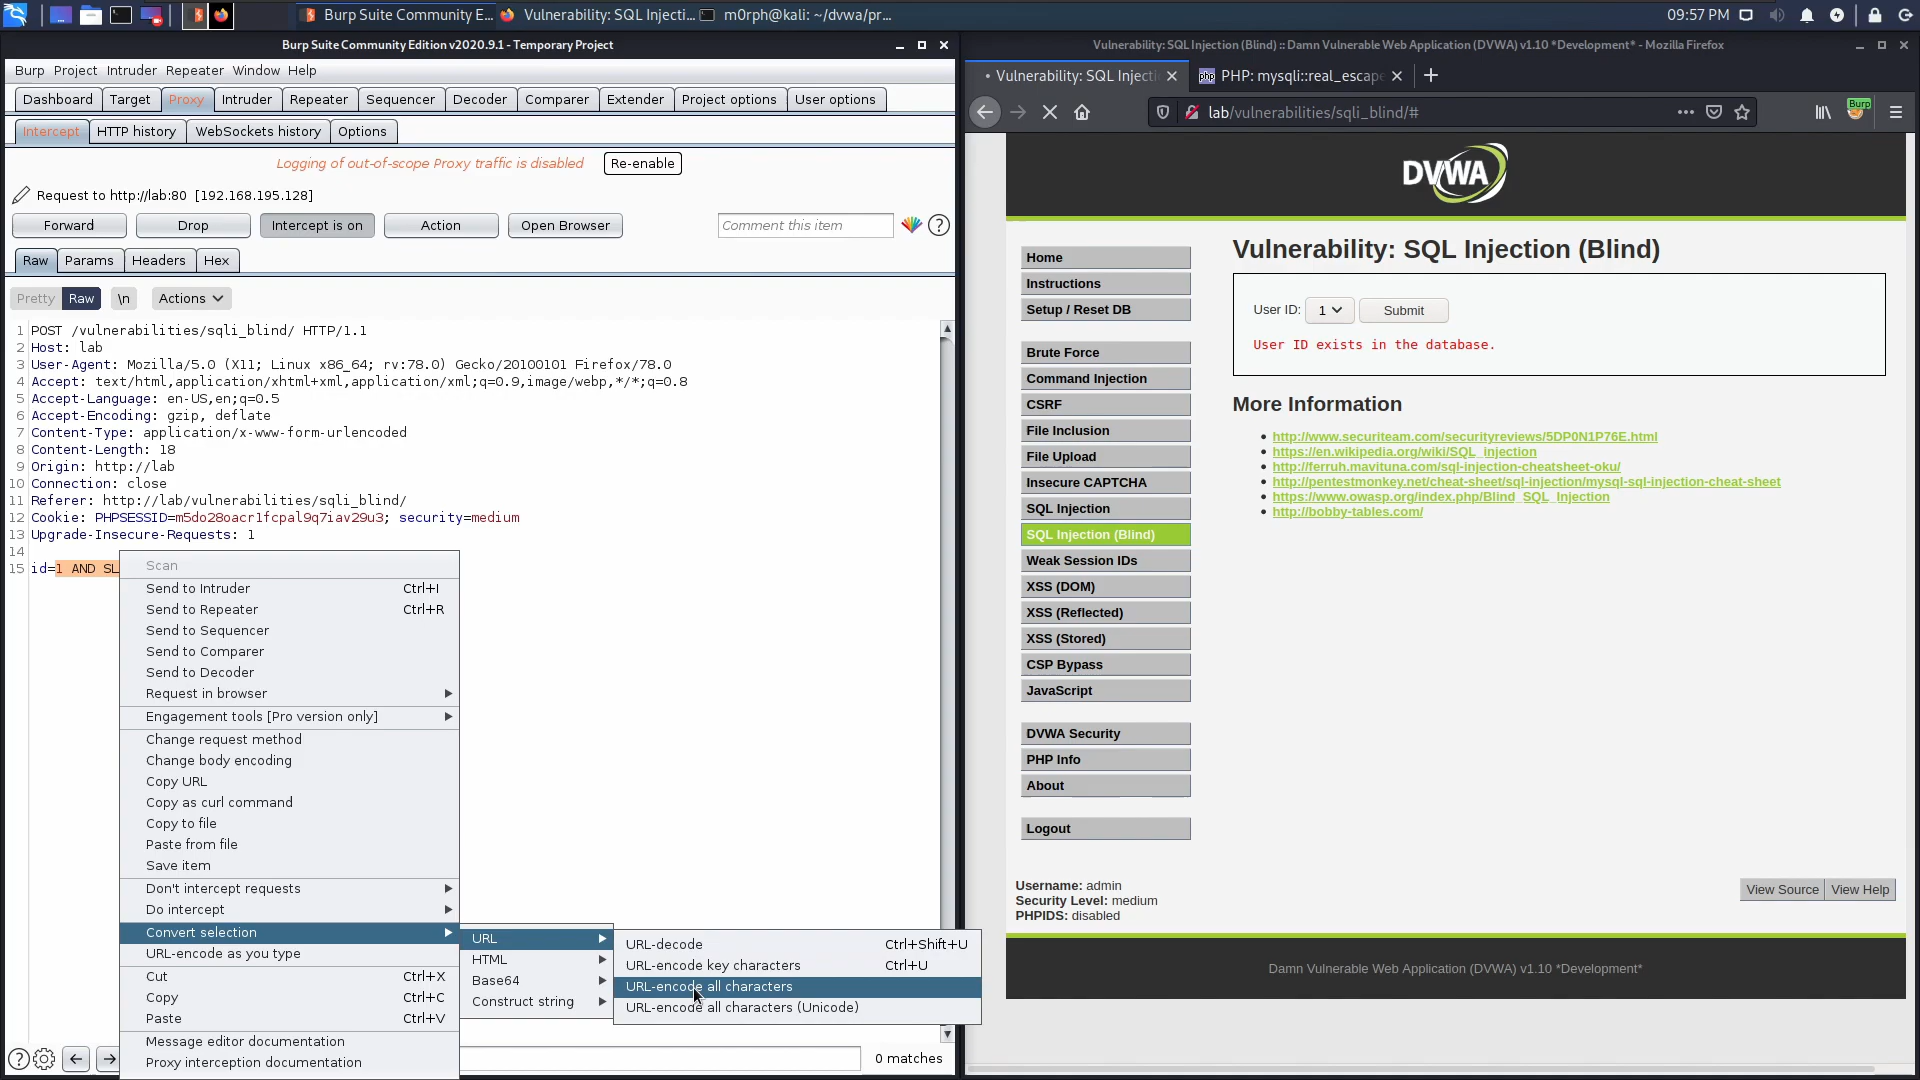 Burp Suite Community E...
Vulnerability: SQL Injecti...
m0rph@kali: ~/dvwa/pr...
09:57 PM
Burp Suite Community Edition v2020.9.1 - Temporary Project
Burp Project Intruder Repeater Window Help
Dashboard Target Proxy Intruder Repeater Sequencer Decoder Comparer Extender Project options User options
Intercept HTTP history WebSockets history Options
Logging of out-of-scope Proxy traffic is disabled Re-enable
Request to http://lab:80 [192.168.195.128]
Forward Drop Intercept is on Action Open Browser Comment this item ?
Raw Params Headers Hex
Pretty Raw \n Actions
1 POST /vulnerabilities/sqli_blind/ HTTP/1.1
2 Host: lab
3 User-Agent: Mozilla/5.0 (X11; Linux x86_64; rv:78.0) Gecko/20100101 Firefox/78.0
4 Accept: text/html,application/xhtml+xml,application/xml;q=0.9,image/webp,*/*;q=0.8
5 Accept-Language: en-US,en;q=0.5
6 Accept-Encoding: gzip, deflate
7 Content-Type: application/x-www-form-urlencoded
8 Content-Length: 18
9 Origin: http://lab
10 Connection: close
11 Referer: http://lab/vulnerabilities/sqli_blind/
12 Cookie: PHPSESSID=m5do28oacr1fcpal9q7iav29u3; security=medium
13 Upgrade-Insecure-Requests: 1
14
15 id=1 AND SL
Scan
Send to Intruder Ctrl+I
Send to Repeater Ctrl+R
Send to Sequencer
Send to Comparer
Send to Decoder
Request in browser
Engagement tools [Pro version only]
Change request method
Change body encoding
Copy URL
Copy as curl command
Copy to file
Paste from file
Save item
Don't intercept requests
Do intercept
Convert selection
URL-encode as you type
Cut Ctrl+X
Copy Ctrl+C
Paste Ctrl+V
Message editor documentation
Proxy interception documentation
URL
HTML
Base64
Construct string
URL-decode Ctrl+Shift+U
URL-encode key characters Ctrl+U
URL-encode all characters
URL-encode all characters (Unicode)
? 0 matches
Vulnerability: SQL Injection (Blind) :: Damn Vulnerable Web Application (DVWA) v1.10 *Development* - Mozilla Firefox
Vulnerability: SQL Injecti
php PHP: mysqli::real_escape
lab/vulnerabilities/sqli_blind/#
Burp
DVWA
Home
Instructions
Setup / Reset DB
Brute Force
Command Injection
CSRF
File Inclusion
File Upload
Insecure CAPTCHA
SQL Injection
SQL Injection (Blind)
Weak Session IDs
XSS (DOM)
XSS (Reflected)
XSS (Stored)
CSP Bypass
JavaScript
DVWA Security
PHP Info
About
Logout
Vulnerability: SQL Injection (Blind)
User ID: 1 Submit
User ID exists in the database.
More Information
http://www.securiteam.com/securityreviews/5DP0N1P76E.html
https://en.wikipedia.org/wiki/SQL_injection
http://ferruh.mavituna.com/sql-injection-cheatsheet-oku/
http://pentestmonkey.net/cheat-sheet/sql-injection/mysql-sql-injection-cheat-sheet
https://www.owasp.org/index.php/Blind_SQL_Injection
http://bobby-tables.com/
Username: admin
Security Level: medium
PHPIDS: disabled
View Source View Help
Damn Vulnerable Web Application (DVWA) v1.10 *Development*